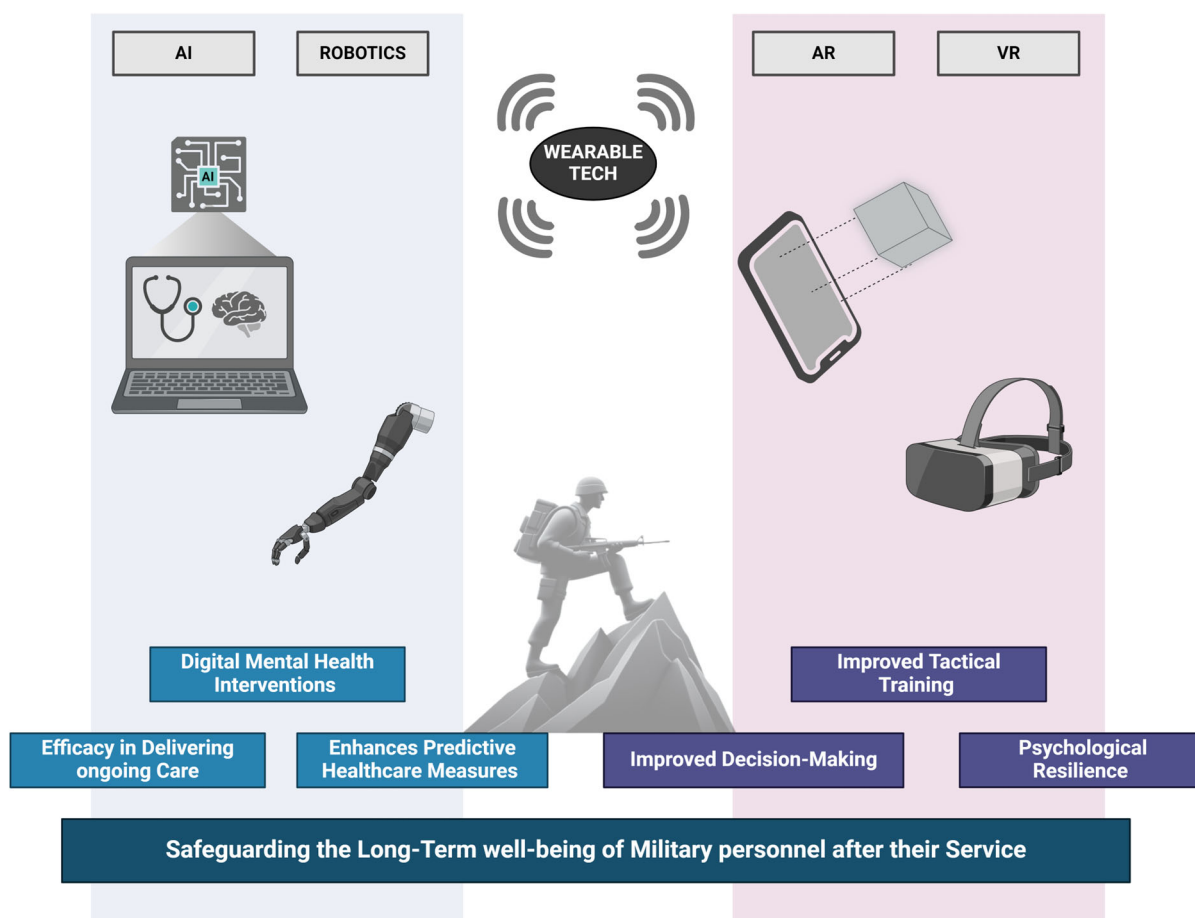 AI
ROBOTICS
WEARABLE
TECH
AR
VR
AI
Digital Mental Health
Interventions
Improved Tactical
Training
Efficacy in Delivering
ongoing Care
Enhances Predictive
Healthcare Measures
Improved Decision-Making
Psychological
Resilience
Safeguarding the Long-Term well-being of Military personnel after their Service